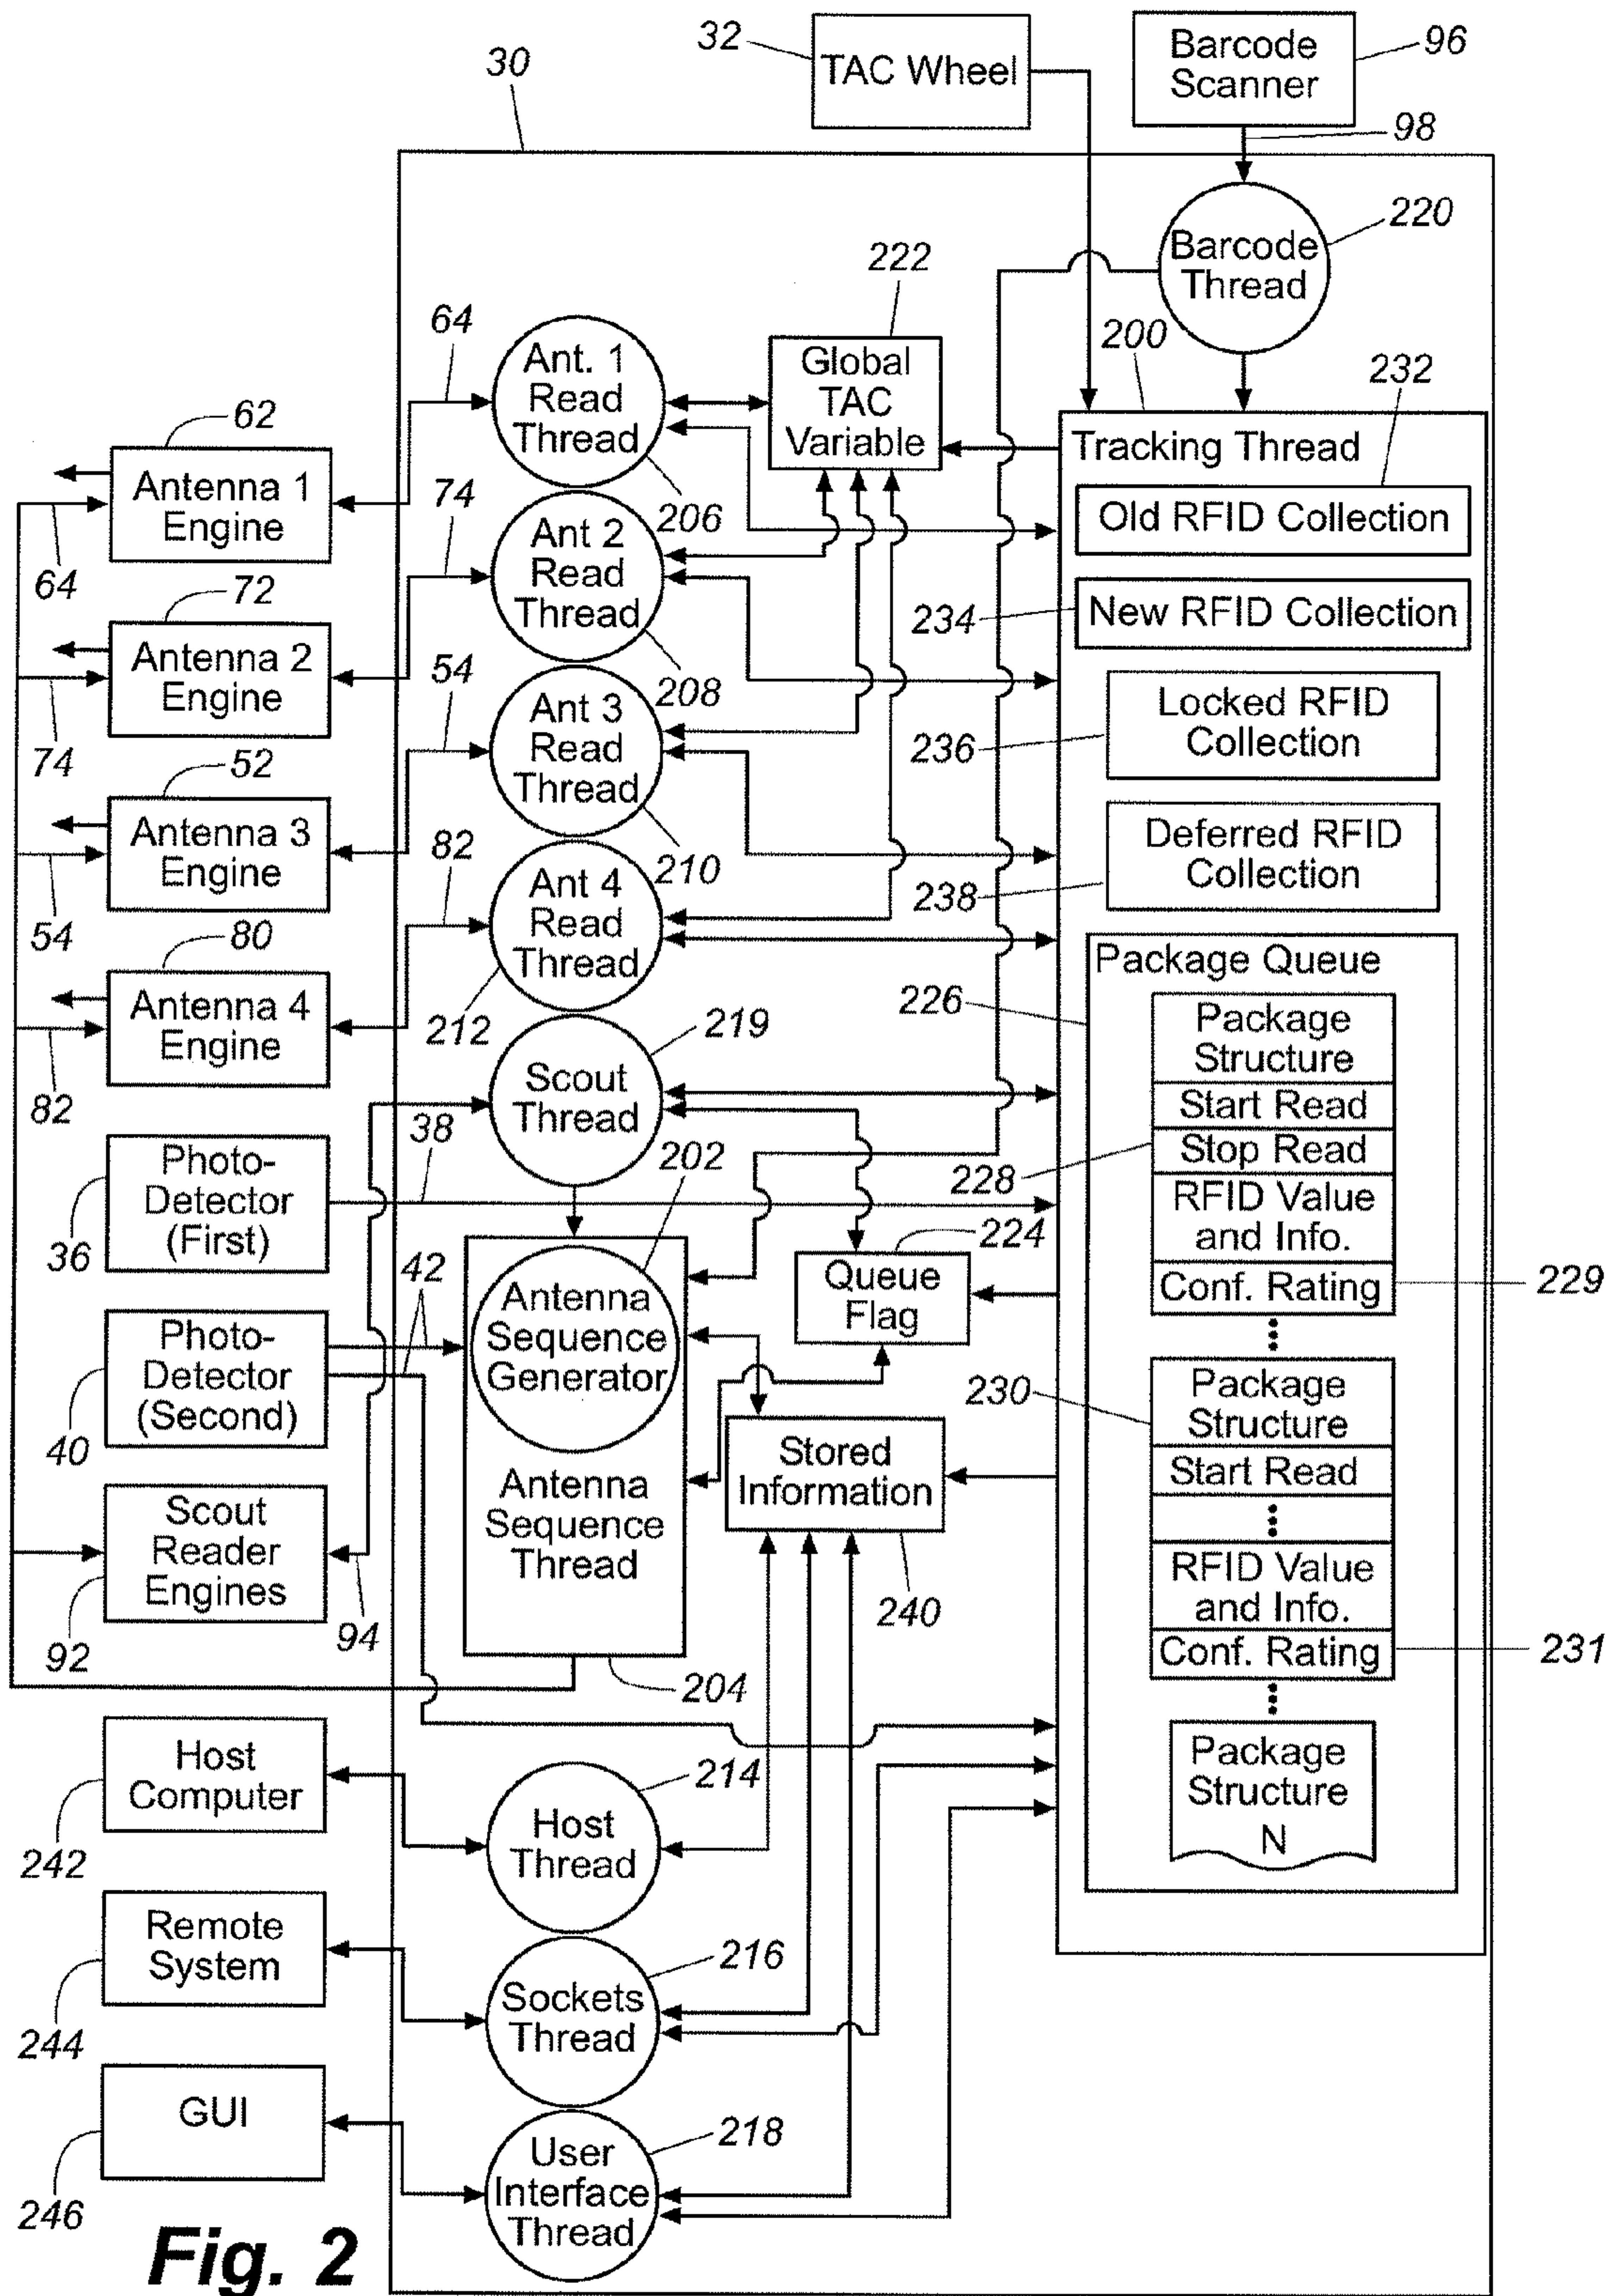 32
TAC Wheel
Barcode
Scanner
96
30
98
220
Barcode
Thread
222
200
232
64
Ant. 1
Read
Thread
Global
TAC
Variable
Tracking Thread
62
Antenna 1
Engine
64
206
Old RFID Collection
74
Ant 2
Read
Thread
72
Antenna 2
Engine
74
208
234
New RFID Collection
54
Ant 3
Read
Thread
236
Locked RFID
Collection
52
Antenna 3
Engine
54
210
82
Ant 4
Read
Thread
238
Deferred RFID
Collection
80
Antenna 4
Engine
82
212
219
Scout
Thread
226
Package Queue
Package
Structure
Start Read
Stop Read
228
RFID Value
and Info.
Conf. Rating
229
Photo-
Detector
(First)
36
38
202
224
Queue
Flag
42
Antenna
Sequence
Generator
Photo-
Detector
(Second)
40
230
Package
Structure
Start Read
RFID Value
and Info.
Conf. Rating
231
Stored
Information
240
Antenna
Sequence
Thread
204
Scout
Reader
Engines
92
94
Package
Structure
N
Host
Computer
242
214
Host
Thread
Remote
System
244
216
Sockets
Thread
GUI
246
218
User
Interface
Thread
Fig. 2